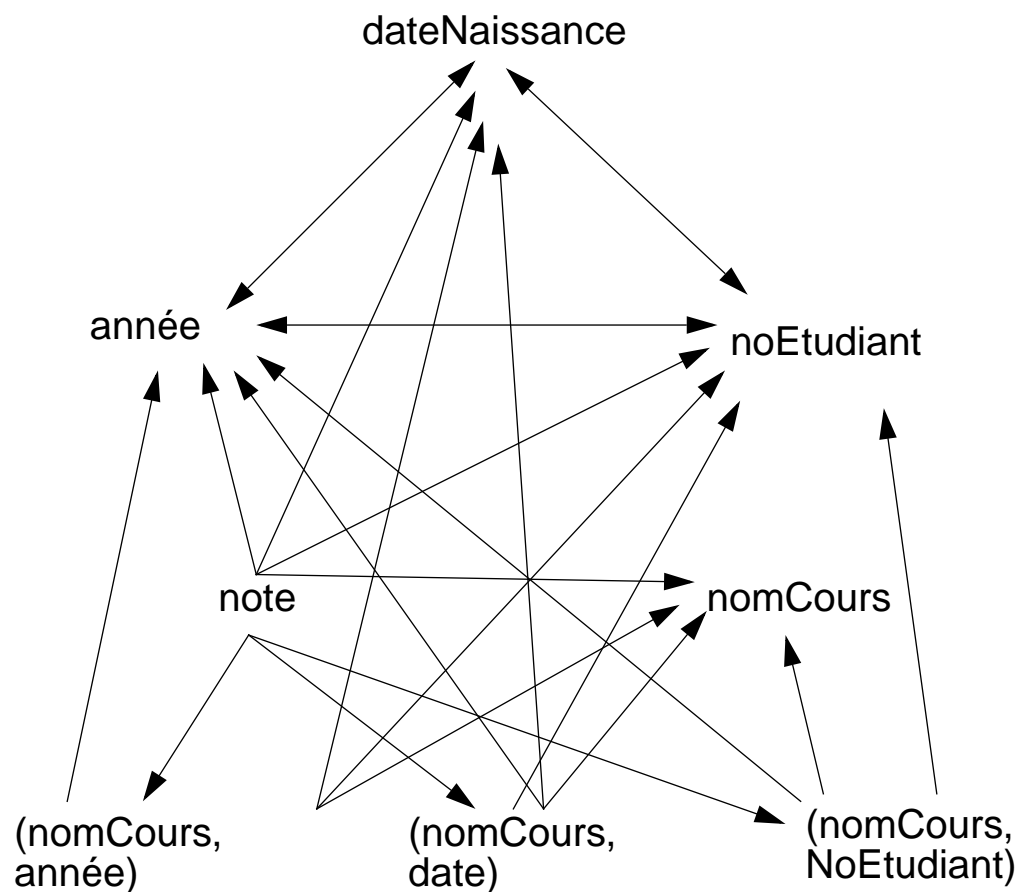 dateNaissance
année
noEtudiant
note
nomCours
(nomCours,
année)
(nomCours,
date)
(nomCours,
NoEtudiant)